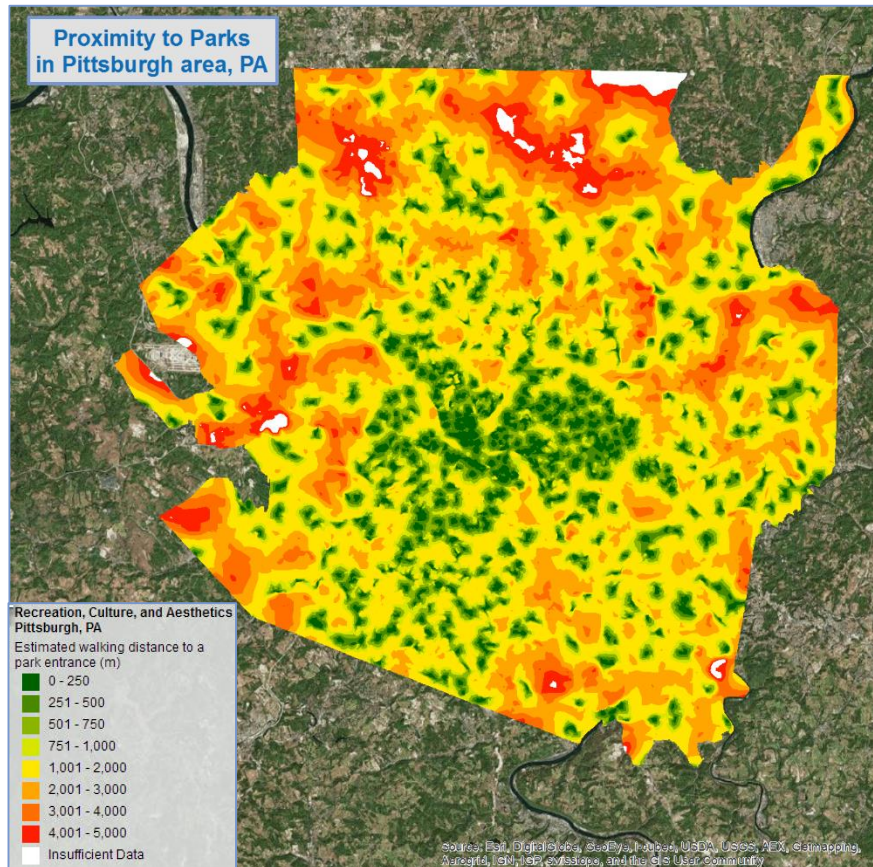 Proximity to Parks
in Pittsburgh area, PA
Recreation, Culture, and Aesthetics
Pittsburgh, PA
Estimated walking distance to a
park entrance (m)
0 - 250
251 - 500
501 - 750
751 - 1,000
1,001 - 2,000
2,001 - 3,000
3,001 - 4,000
4,001 - 5,000
Insufficient Data
Source: Esri, DigitalGlobe, GeoEye, i-cubed, USDA, USGS, AEX, Getmapping,
Aerogrid, IGN, IGP, swisstopo, and the GIS User Community